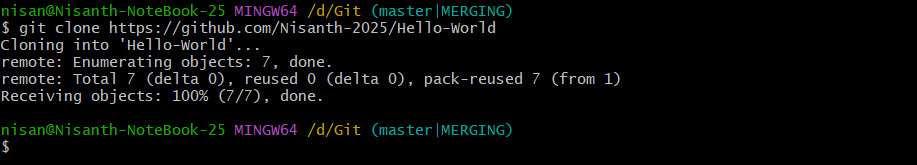 nisan@Nisanth-NoteBook-25 MINGW64 /d/Git (master|MERGING)
$ git clone https://github.com/Nisanth-2025/Hello-World
Cloning into 'Hello-World'...
remote: Enumerating objects: 7, done.
remote: Total 7 (delta 0), reused 0 (delta 0), pack-reused 7 (from 1)
Receiving objects: 100% (7/7), done.
nisan@Nisanth-NoteBook-25 MINGW64 /d/Git (master|MERGING)
$